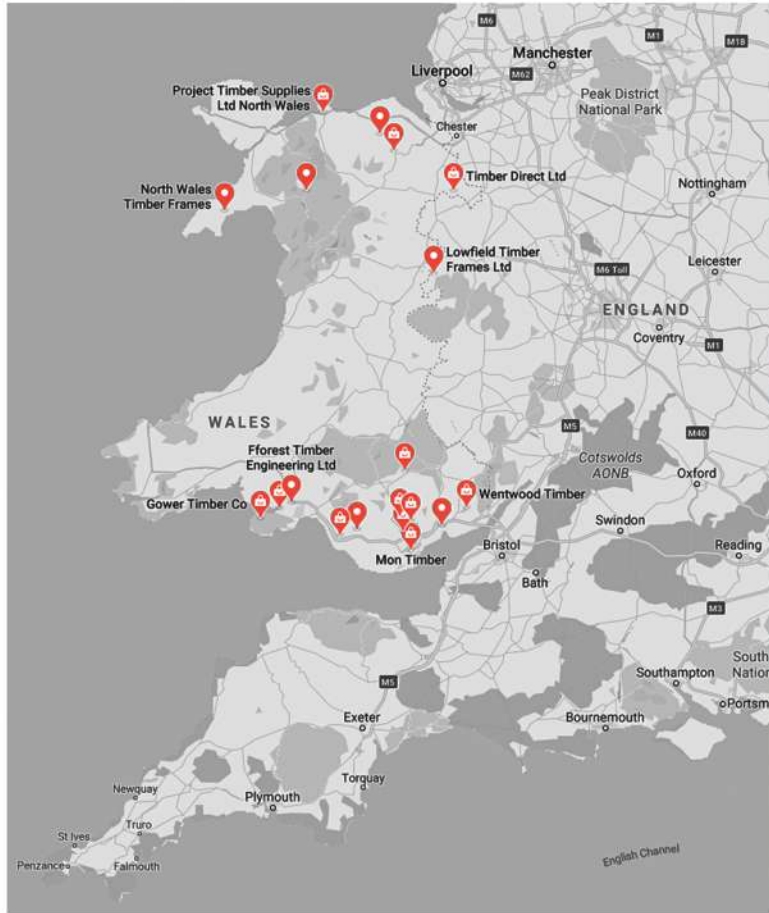 M6
M1
M18
Manchester
Liverpool
M62
Project Timber Supplies
Ltd North Wales
Peak District
National Park
Chester
Timber Direct Ltd
North Wales
Timber Frames
Nottingham
Lowfield Timber
Frames Ltd
M6 Toll
Leicester
ENGLAND
Coventry
M1
WALES
M5
M40
Fforest Timber
Engineering Ltd
Cotswolds
AONB
Oxford
Gower Timber Co
Wentwood Timber
Swindon
Mon Timber
Bristol
Reading
Bath
M3
South
Nation
Southampton
M5
Portsm
Exeter
Bournemouth
Torquay
Newquay
Plymouth
Truro
St Ives
Penzance
Falmouth
English Channel